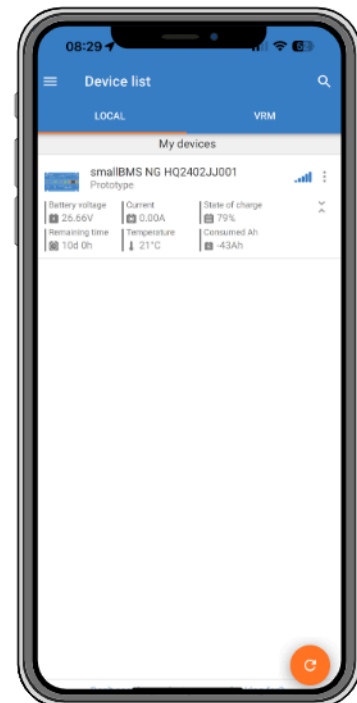 08:29
Device list
LOCAL VRM
My devices
smallBMS NG HQ2402JJ001
Prototype
Battery voltage Current State of charge
26.66V 0.00A 79%
Remaining time Temperature Consumed Ah
10d 0h 21°C -43Ah